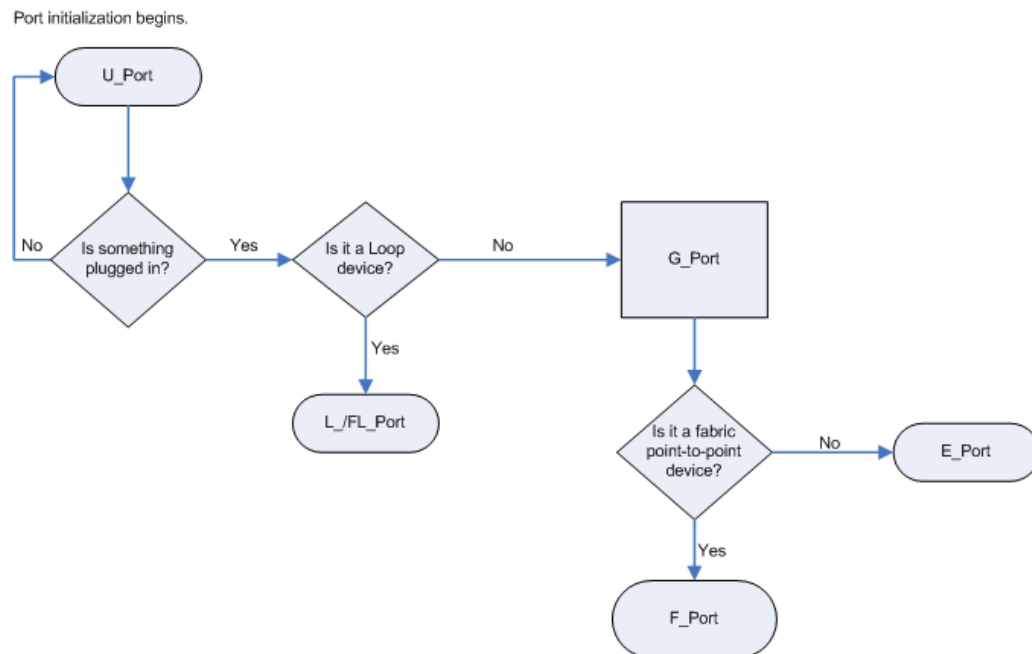 Port initialization begins.
U_Port
Is something
plugged in?
No
Yes
Is it a Loop
device?
No
Yes
L_/FL_Port
G_Port
Is it a fabric
point-to-point
device?
No
E_Port
Yes
F_Port